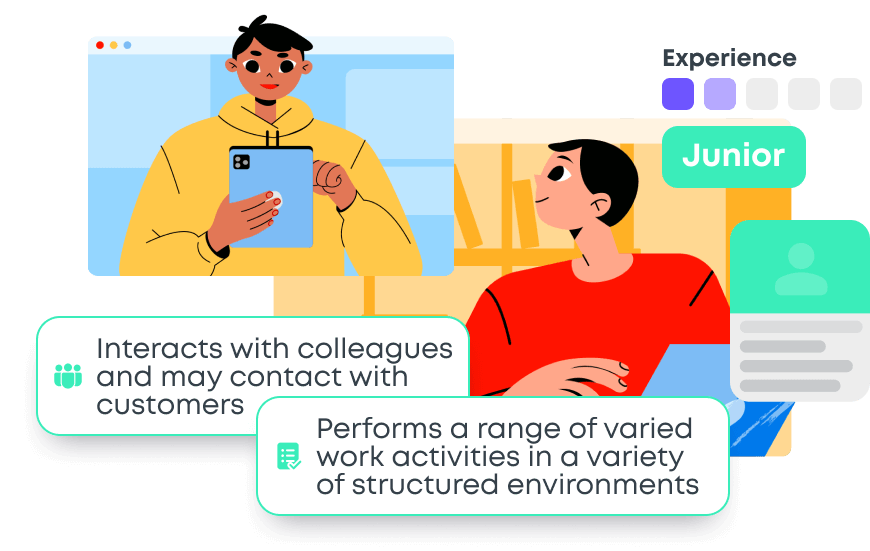 Experience
Junior
Interacts with colleagues
and may contact with
customers
Performs a range of varied
work activities in a variety
of structured environments